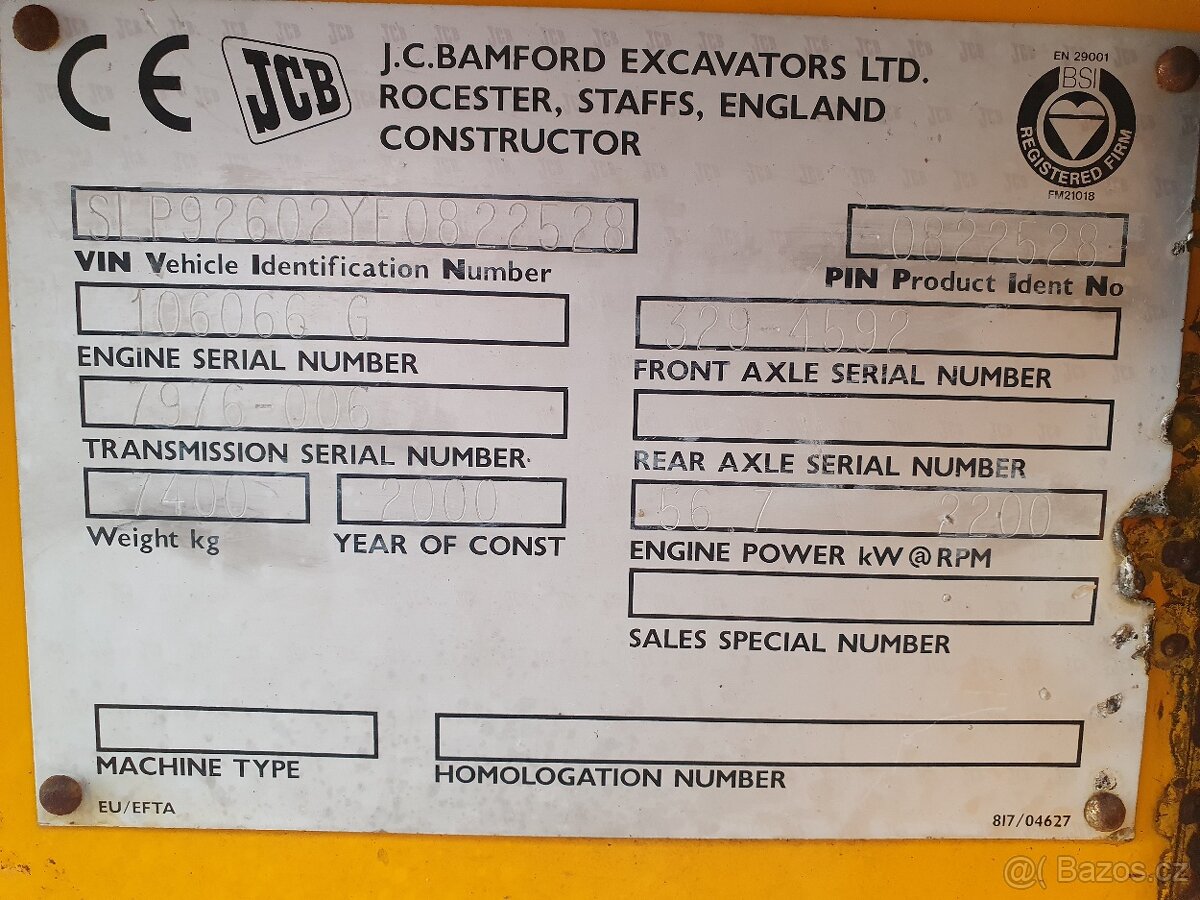 CE JCB J.C.BAMFORD EXCAVATORS LTD.
ROCESTER, STAFFS, ENGLAND
CONSTRUCTOR
EN 29001
BSI
REGISTERED FIRM
FM21018
SLP92602YE0822528
VIN Vehicle Identification Number
0822528
PIN Product Ident No
106066 G
ENGINE SERIAL NUMBER
329-4592
FRONT AXLE SERIAL NUMBER
7976-006
TRANSMISSION SERIAL NUMBER
REAR AXLE SERIAL NUMBER
7400
Weight kg
2000
YEAR OF CONST
56.7 2200
ENGINE POWER kW@RPM
SALES SPECIAL NUMBER
MACHINE TYPE
HOMOLOGATION NUMBER
EU/EFTA
817/04627
@( Bazos.cz